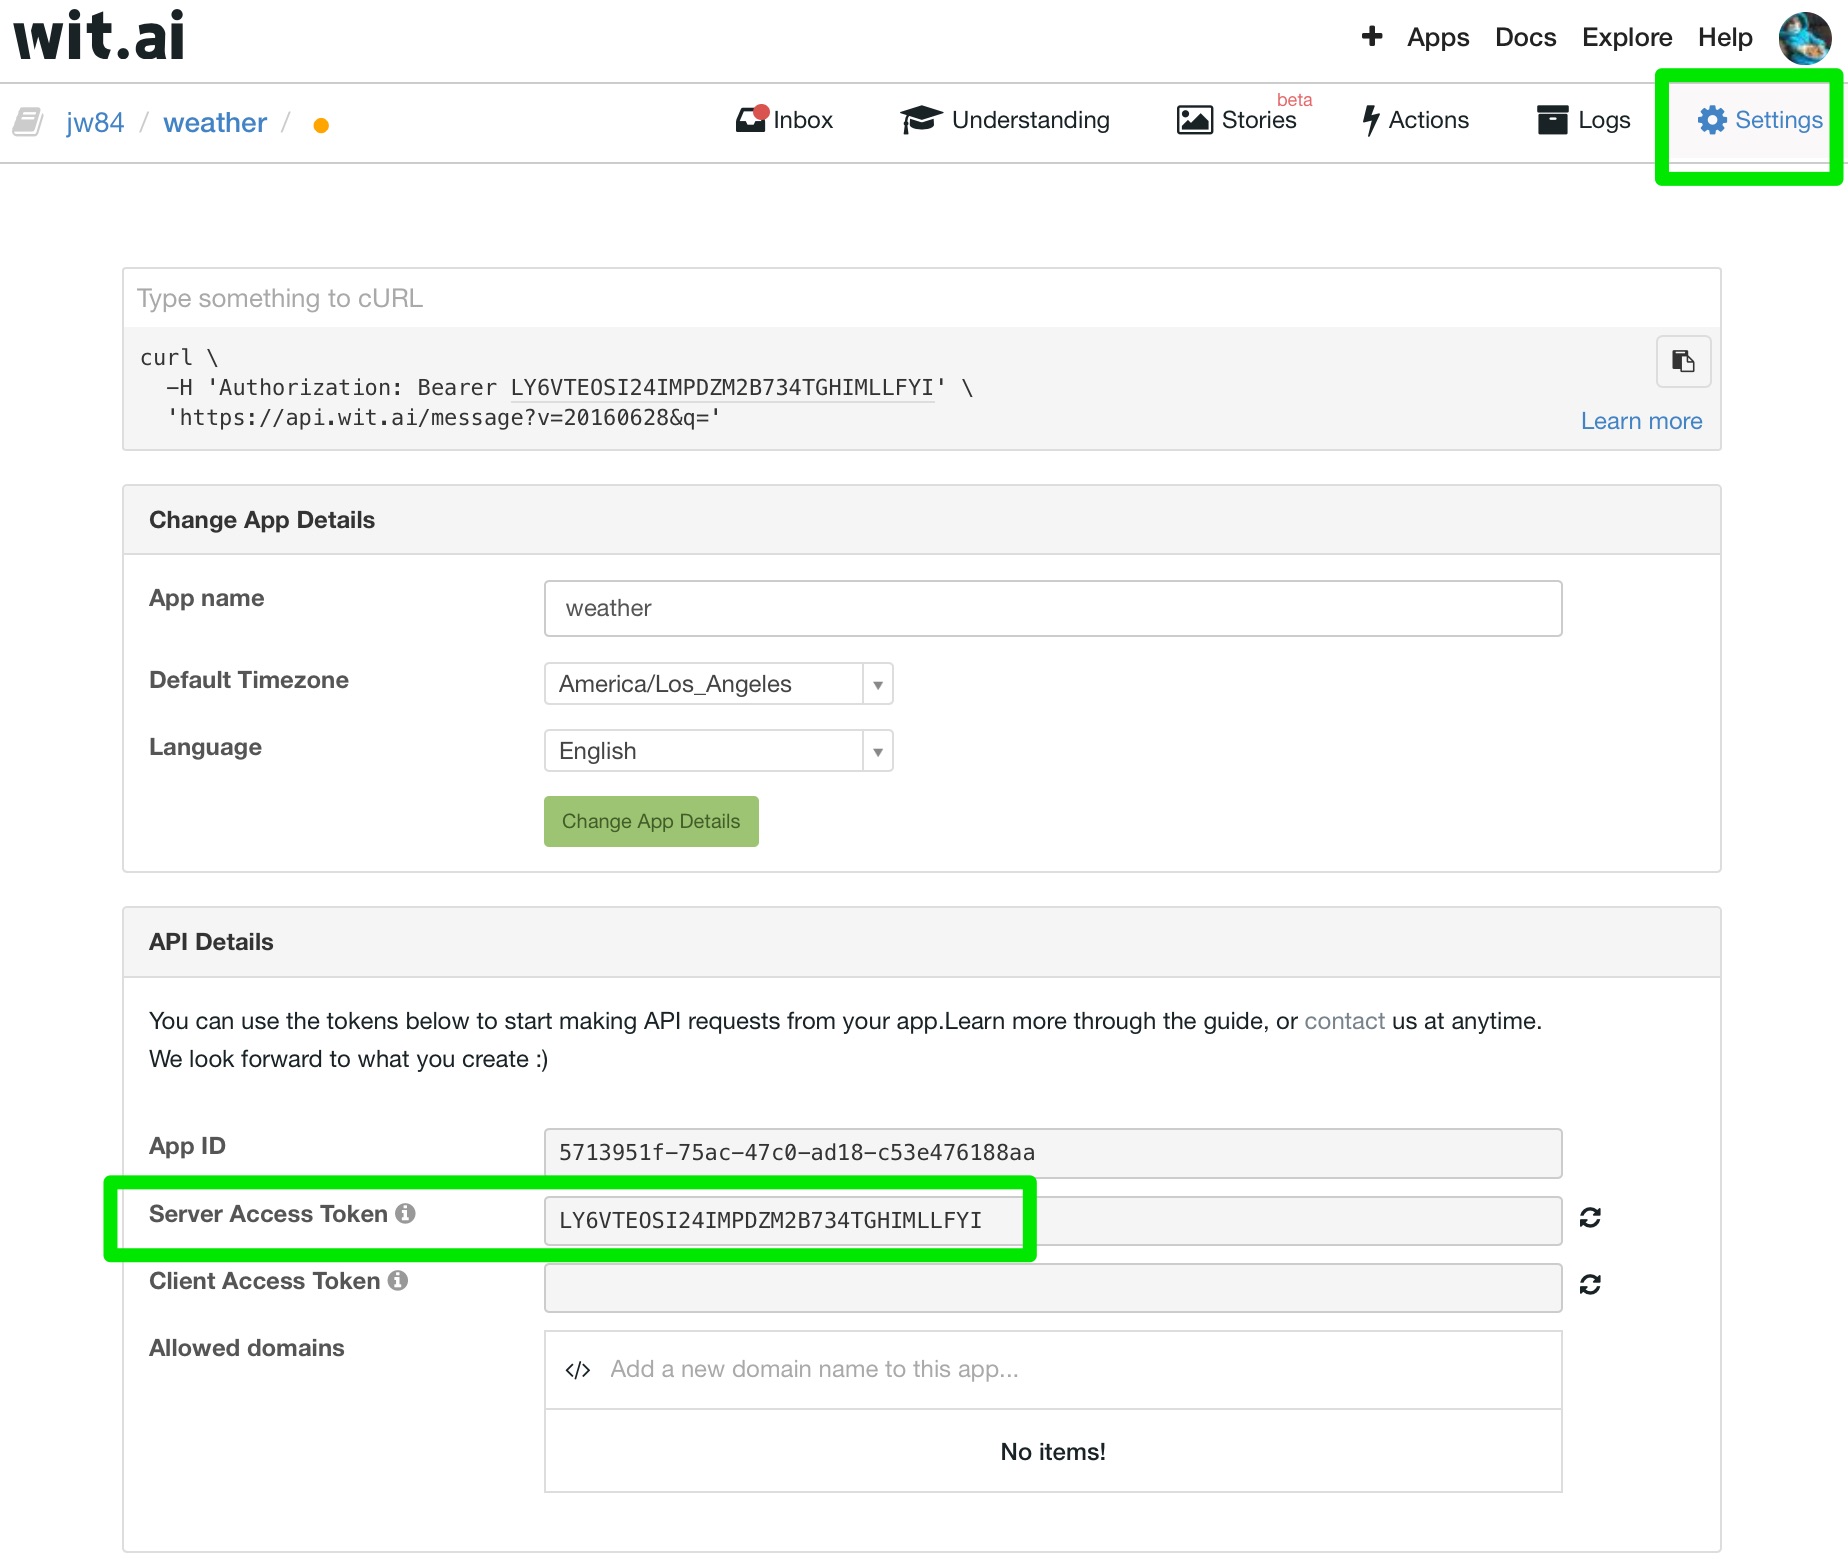 wit.ai
Apps Docs Explore Help
jw84 / weather /
Inbox Understanding Stories beta Actions Logs Settings
Type something to cURL
curl \
-H 'Authorization: Bearer LY6VTEOSI24IMPDZM2B734TGHIMLLFYI' \
'https://api.wit.ai/message?v=20160628&q='
Learn more
Change App Details
App name weather
Default Timezone America/Los_Angeles
Language English
Change App Details
API Details
You can use the tokens below to start making API requests from your app.Learn more through the guide, or contact us at anytime.
We look forward to what you create :)
App ID 5713951f-75ac-47c0-ad18-c53e476188aa
Server Access Token LY6VTEOSI24IMPDZM2B734TGHIMLLFYI
Client Access Token
Allowed domains </> Add a new domain name to this app...
No items!